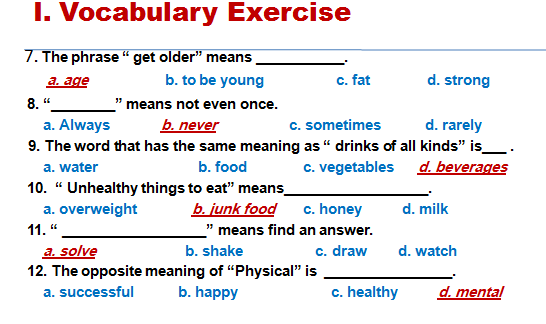 I. Vocabulary Exercise
7. The phrase “ get older” means ____________.
a. age b. to be young c. fat d. strong
8. “________” means not even once.
a. Always b. never c. sometimes d. rarely
9. The word that has the same meaning as “ drinks of all kinds” is___ .
a. water b. food c. vegetables d. beverages
10. “ Unhealthy things to eat” means___________________.
a. overweight b. junk food c. honey d. milk
11. “ ___________________” means find an answer.
a. solve b. shake c. draw d. watch
12. The opposite meaning of “Physical” is _________________.
a. successful b. happy c. healthy d. mental